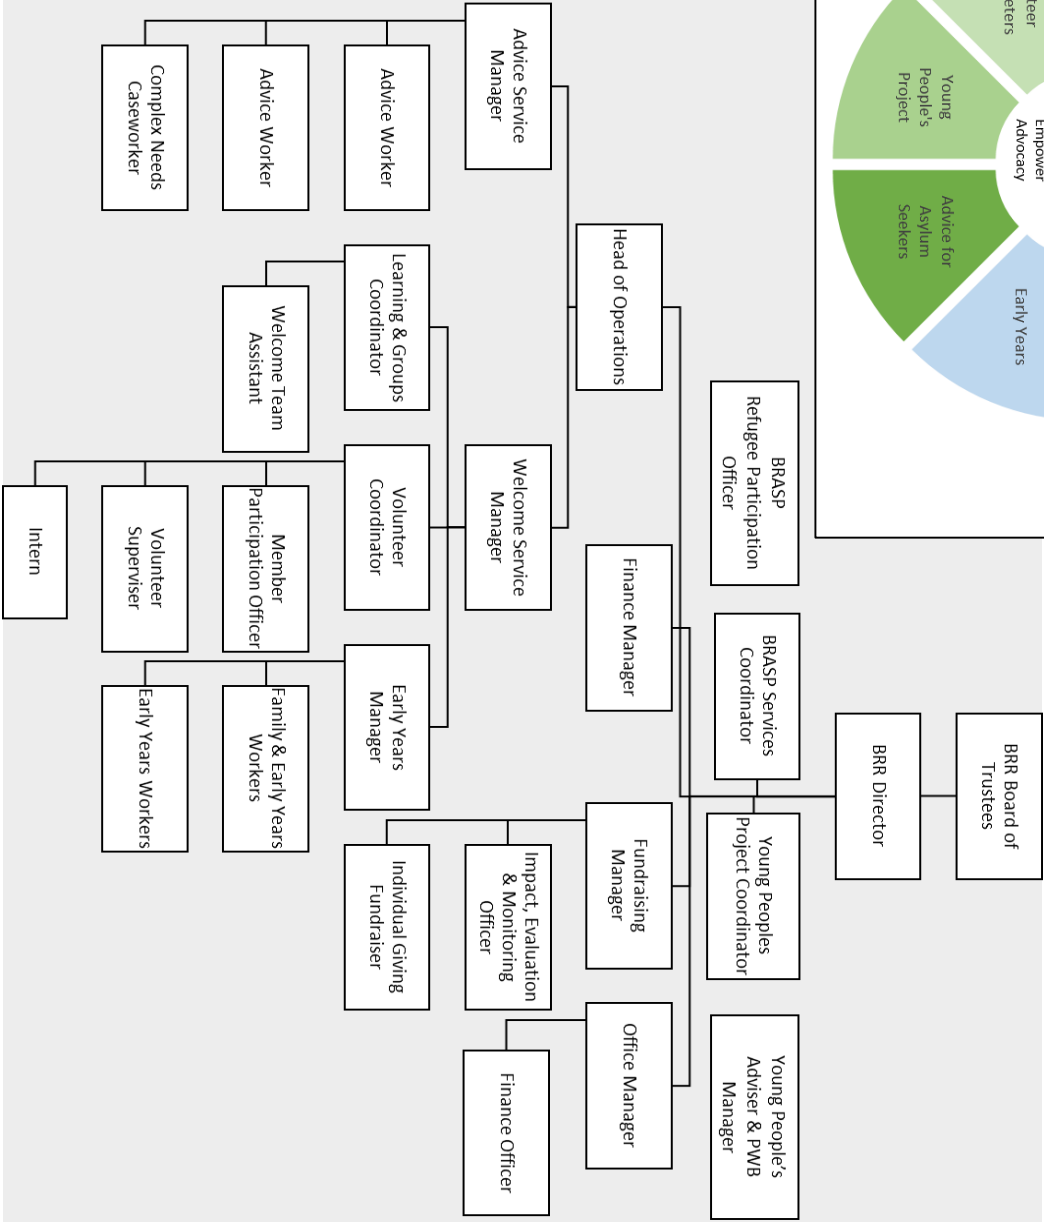 teer
eters
Empower
Advocacy
Young
People's
Project
Advice for
Asylum
Seekers
Early Years
BRR Board of
Trustees
BRR Director
BRASP
Refugee Participation
Officer
BRASP Services
Coordinator
Young Peoples
Project Coordinator
Young People’s
Adviser & PWB
Manager
Head of Operations
Finance Manager
Fundraising
Manager
Office Manager
Advice Service
Manager
Welcome Service
Manager
Impact, Evaluation
& Monitoring
Officer
Finance Officer
Advice Worker
Learning & Groups
Coordinator
Volunteer
Coordinator
Early Years
Manager
Individual Giving
Fundraiser
Advice Worker
Welcome Team
Assistant
Member
Participation Officer
Family & Early Years
Workers
Complex Needs
Caseworker
Volunteer
Superviser
Early Years Workers
Intern